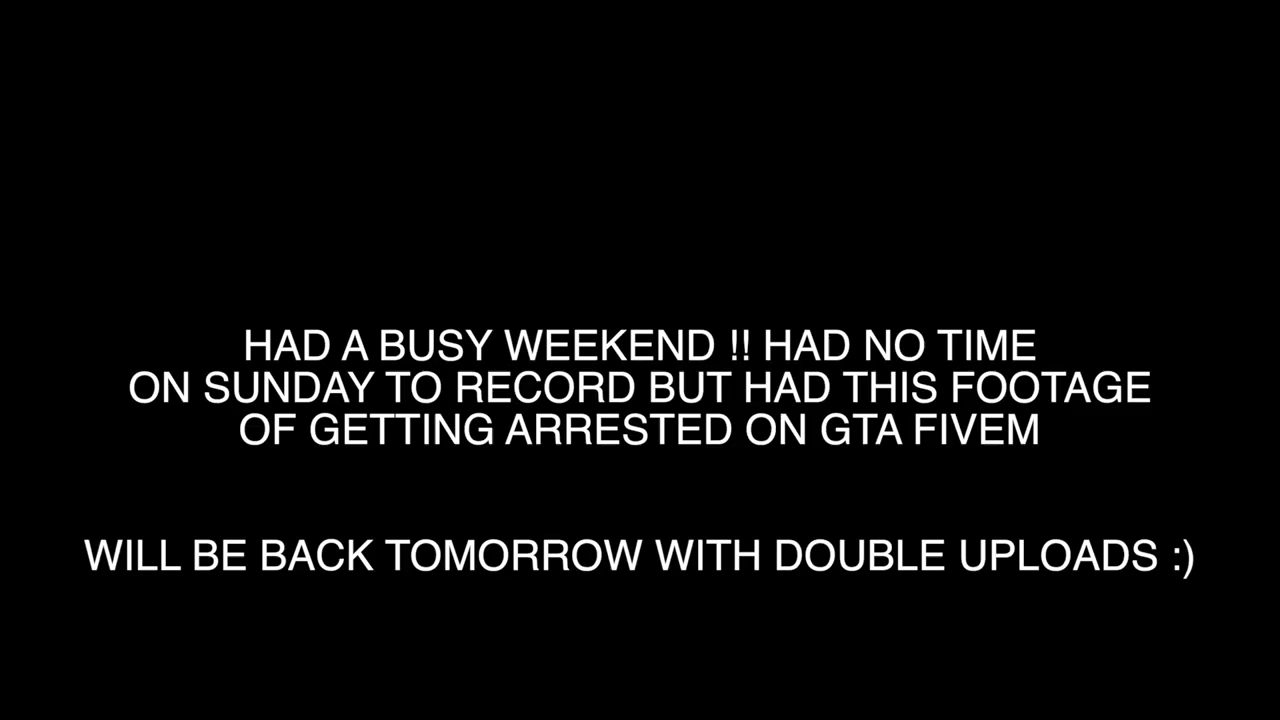 HAD A BUSY WEEKEND !! HAD NO TIME
ON SUNDAY TO RECORD BUT HAD THIS FOOTAGE
OF GETTING ARRESTED ON GTA FIVEM
WILL BE BACK TOMORROW WITH DOUBLE UPLOADS :)